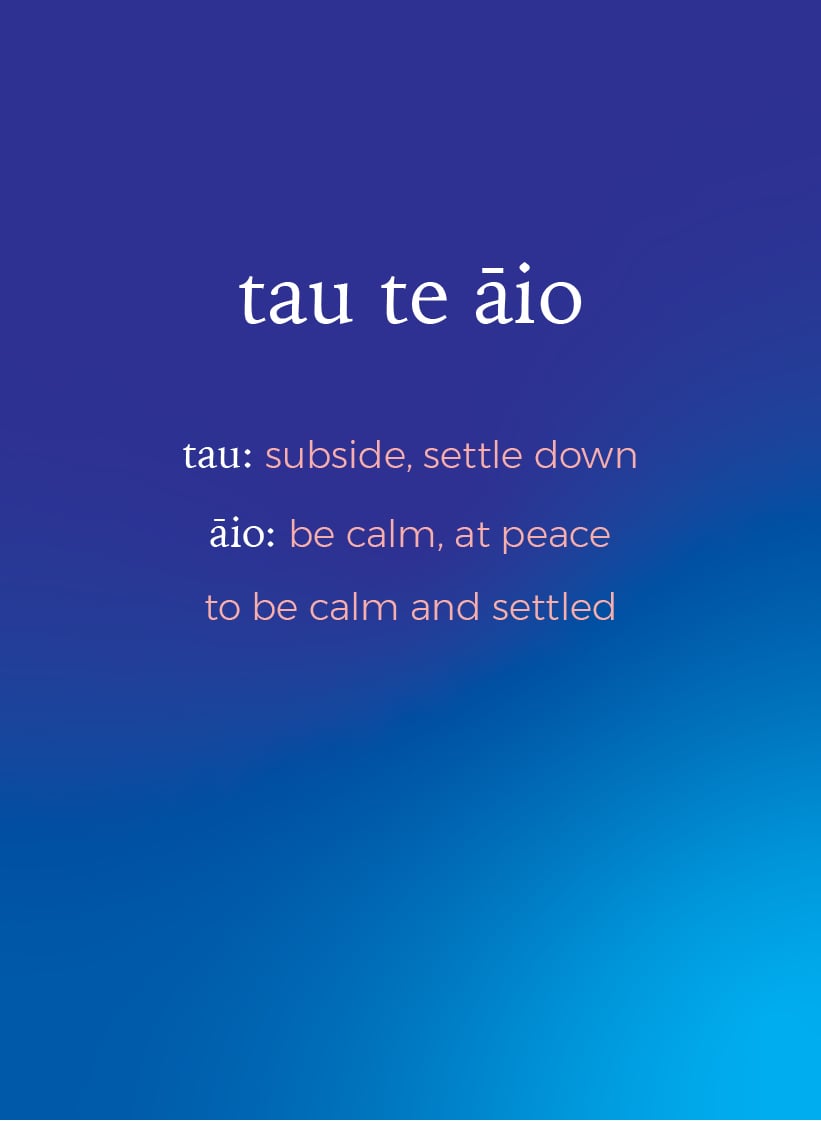 tau te āio
tau: subside, settle down
āio: be calm, at peace
to be calm and settled